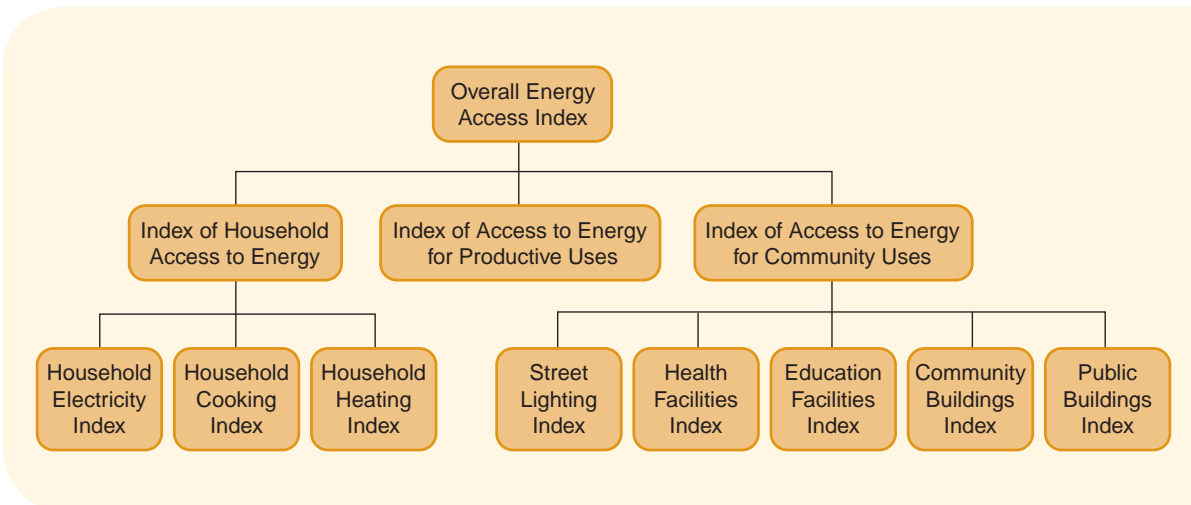 Overall Energy
Access Index
Index of Household
Access to Energy
Index of Access to Energy
for Productive Uses
Index of Access to Energy
for Community Uses
Household
Electricity
Index
Household
Cooking
Index
Household
Heating
Index
Street
Lighting
Index
Health
Facilities
Index
Education
Facilities
Index
Community
Buildings
Index
Public
Buildings
Index